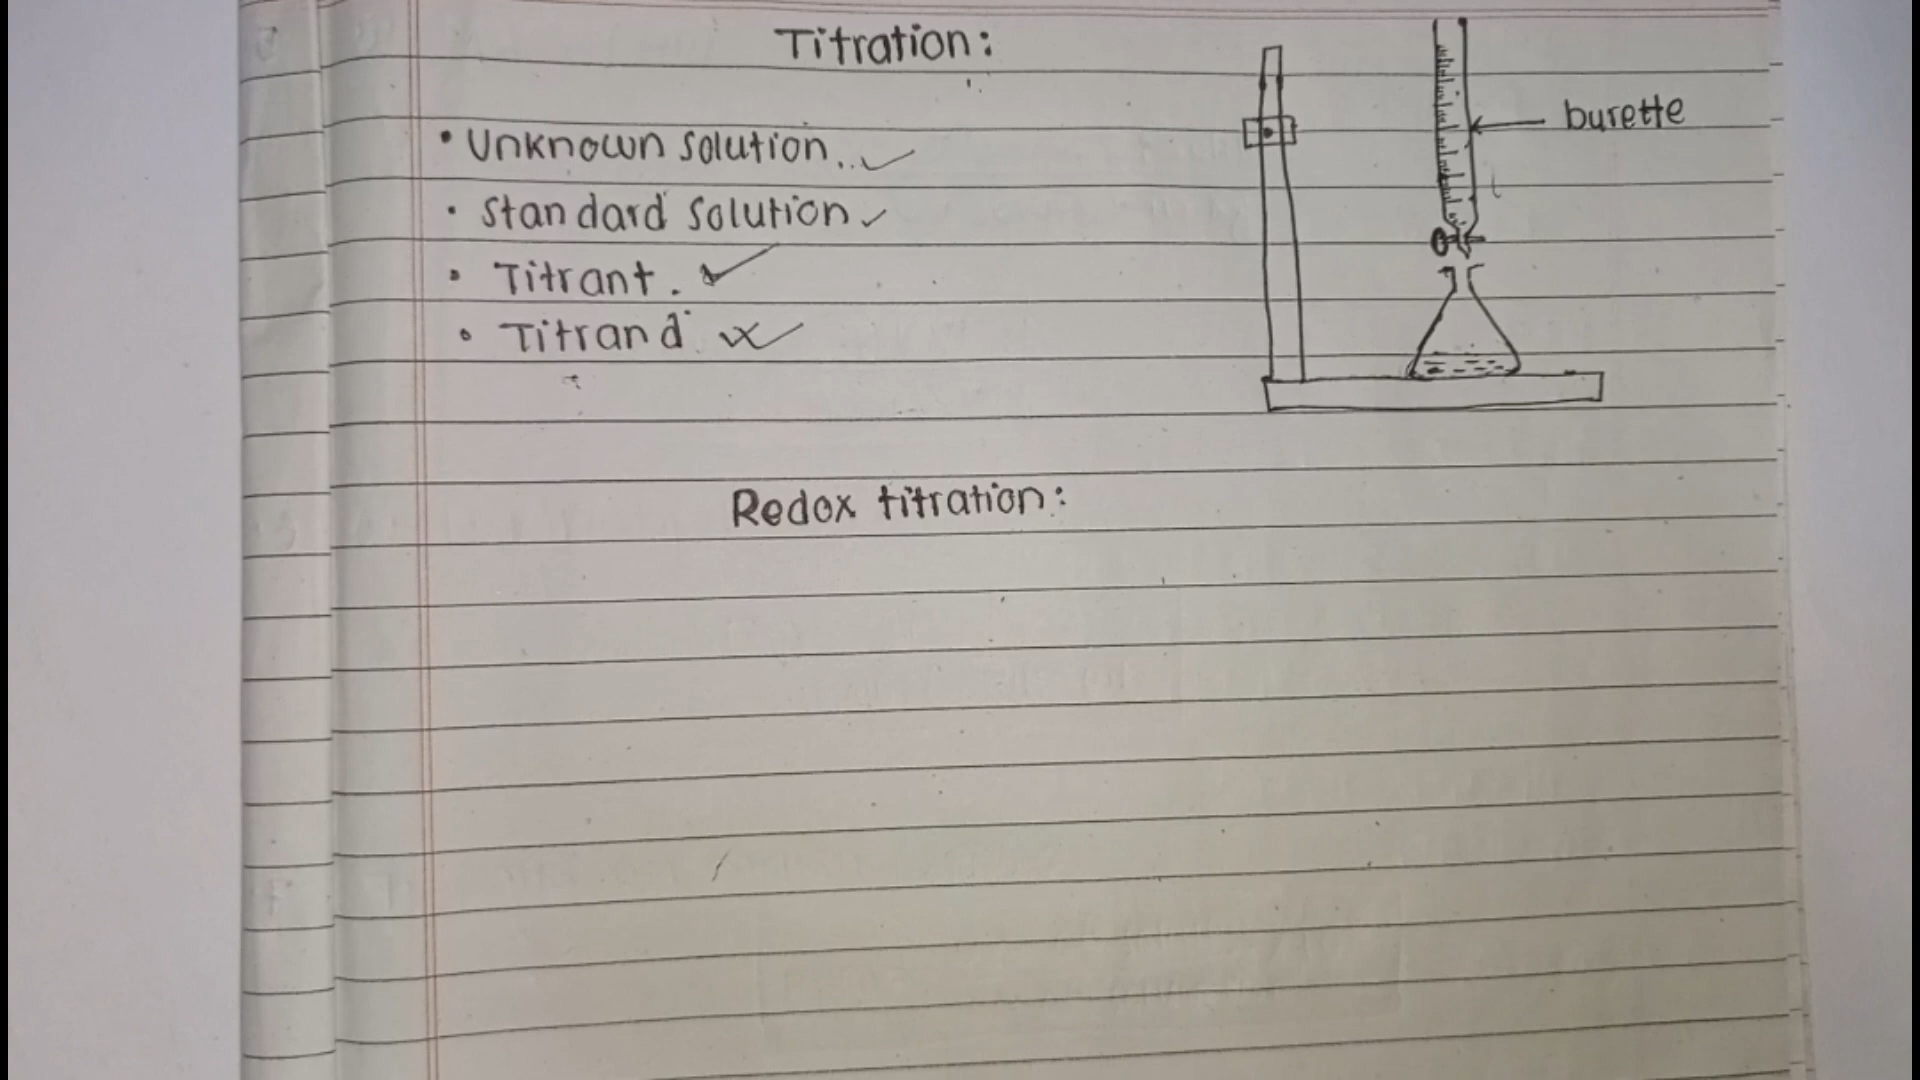 Titration:
burette
• Unknown solution..
• Standard solution
• Titrant.
• Titrand
Redox titration: